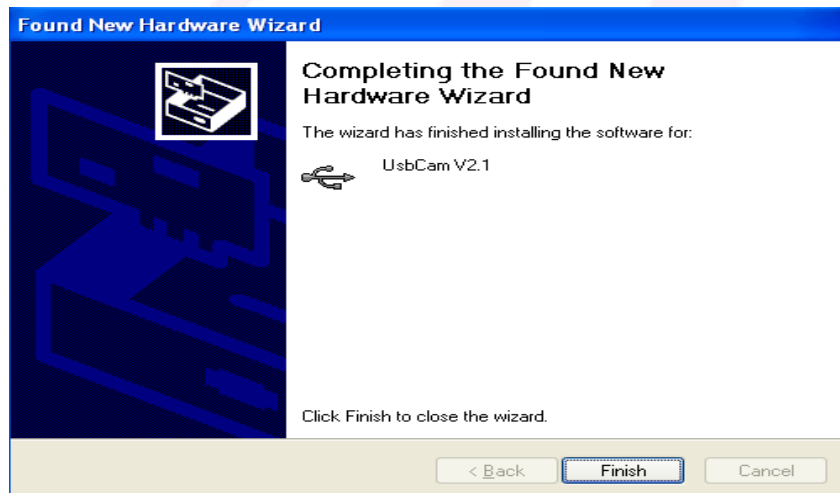 Found New Hardware Wizard
Completing the Found New
Hardware Wizard
The wizard has finished installing the software for:
UsbCam V2.1
Click Finish to close the wizard.
< Back
Finish
Cancel